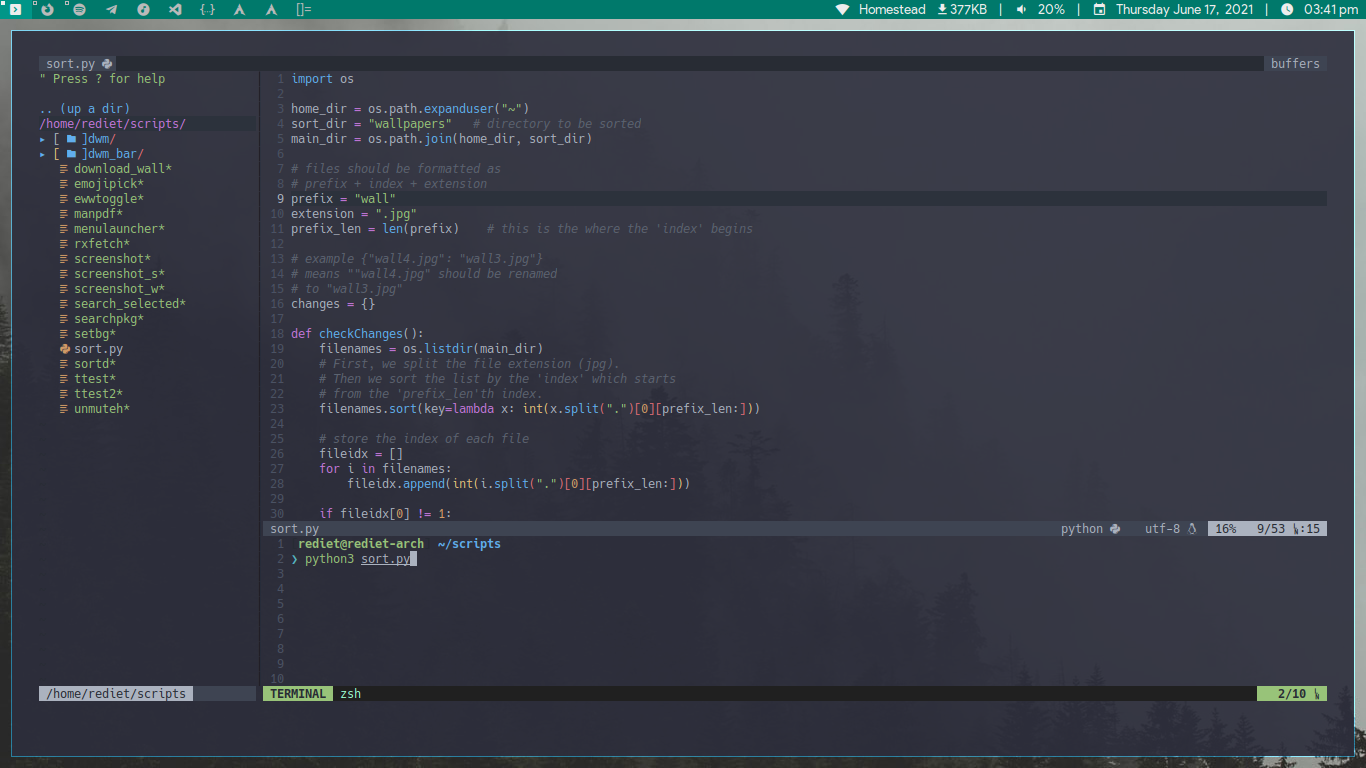 {..} []= Homestead 377KB | 20% | Thursday June 17, 2021 | 03:41 pm
sort.py buffers
" Press ? for help
.. (up a dir)
/home/rediet/scripts/
▸ [ ]dwm/
▸ [ ]dwm_bar/
download_wall*
emojipick*
ewwtoggle*
manpdf*
menulauncher*
rxfetch*
screenshot*
screenshot_s*
screenshot_w*
search_selected*
searchpkg*
setbg*
sort.py
sortd*
ttest*
ttest2*
unmuteh*
/home/rediet/scripts
1 import os
2
3 home_dir = os.path.expanduser("~")
4 sort_dir = "wallpapers"   # directory to be sorted
5 main_dir = os.path.join(home_dir, sort_dir)
6
7 # files should be formatted as
8 # prefix + index + extension
9 prefix = "wall"
10 extension = ".jpg"
11 prefix_len = len(prefix)    # this is the where the 'index' begins
12
13 # example {"wall4.jpg": "wall3.jpg"}
14 # means ""wall4.jpg" should be renamed
15 # to "wall3.jpg"
16 changes = {}
17
18 def checkChanges():
19     filenames = os.listdir(main_dir)
20     # First, we split the file extension (jpg).
21     # Then we sort the list by the 'index' which starts
22     # from the 'prefix_len'th index.
23     filenames.sort(key=lambda x: int(x.split(".")[0][prefix_len:]))
24
25     # store the index of each file
26     fileidx = []
27     for i in filenames:
28         fileidx.append(int(i.split(".")[0][prefix_len:]))
29
30     if fileidx[0] != 1:
sort.py python utf-8 16% 9/53 :15
1 rediet@rediet-arch ~/scripts
2 ❯ python3 sort.py
3
4
5
6
7
8
9
10
TERMINAL zsh 2/10